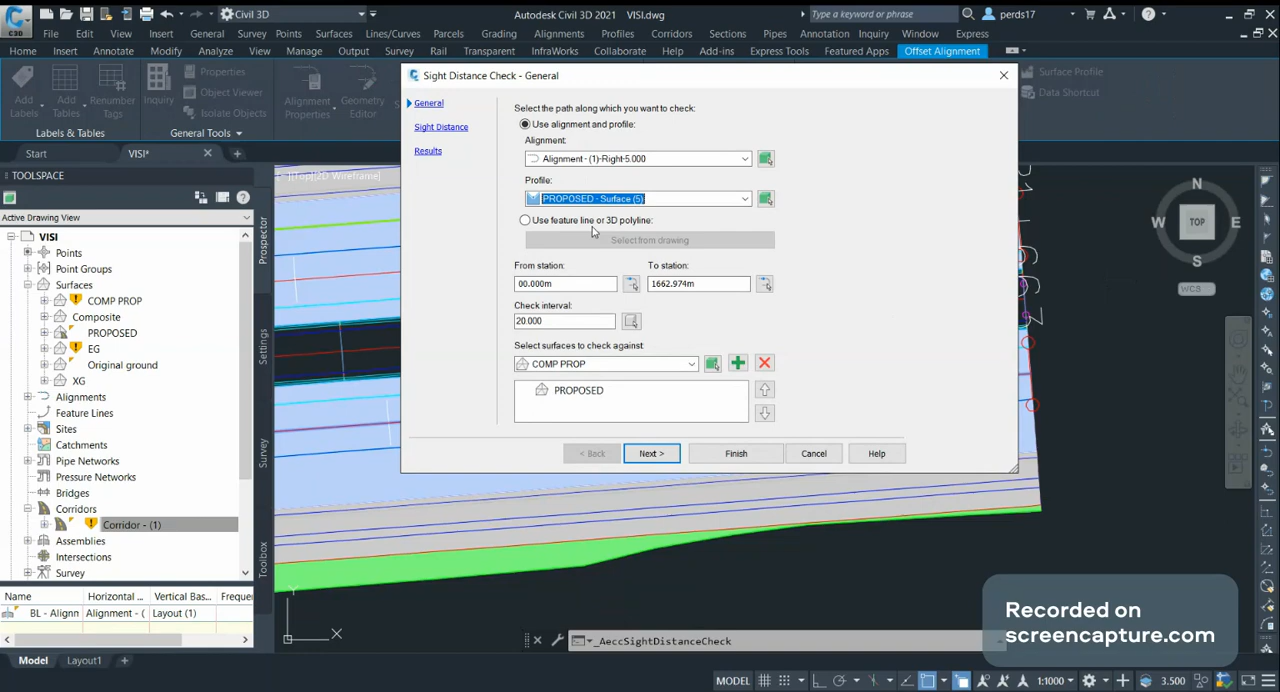 Civil 3D
Autodesk Civil 3D 2021 VISI.dwg
Type a keyword or phrase
perds17
C3D
File Edit View Insert General Survey Points Surfaces Lines/Curves Parcels Grading Alignments Profiles Corridors Sections Pipes Annotation Inquiry Window Express
Home Insert Annotate Modify Analyze View Manage Output Survey Rail Transparent InfraWorks Collaborate Help Add-ins Express Tools Featured Apps Offset Alignment
Add Labels
Add Tables
Renumber Tags
Labels & Tables
Inquiry
Properties
Object Viewer
Isolate Objects
General Tools
Alignment Properties
Geometry Editor
Surface Profile
Data Shortcut
Start
VISI*
TOOLSPACE
Active Drawing View
VISI
Points
Point Groups
Surfaces
COMP PROP
Composite
PROPOSED
EG
Original ground
XG
Alignments
Feature Lines
Sites
Catchments
Pipe Networks
Pressure Networks
Bridges
Corridors
Corridor - (1)
Assemblies
Intersections
Survey
Prospector
Settings
Survey
Toolbox
Name Horizontal Vertical Bas... Freque
BL - Alignn Alignment - ( Layout (1)
[Top][2D Wireframe]
Sight Distance Check - General
General
Sight Distance
Results
Select the path along which you want to check:
Use alignment and profile:
Alignment:
Alignment - (1)-Right-5.000
Profile:
PROPOSED - Surface (5)
Use feature line or 3D polyline:
Select from drawing
From station:
To station:
00.000m
1662.974m
Check interval:
20.000
Select surfaces to check against
COMP PROP
PROPOSED
< Back
Next >
Finish
Cancel
Help
N
W TOP E
S
WCS
Y
X
_AeccSightDistanceCheck
Model Layout1
MODEL
1:1000
3.500
Recorded on
screencapture.com